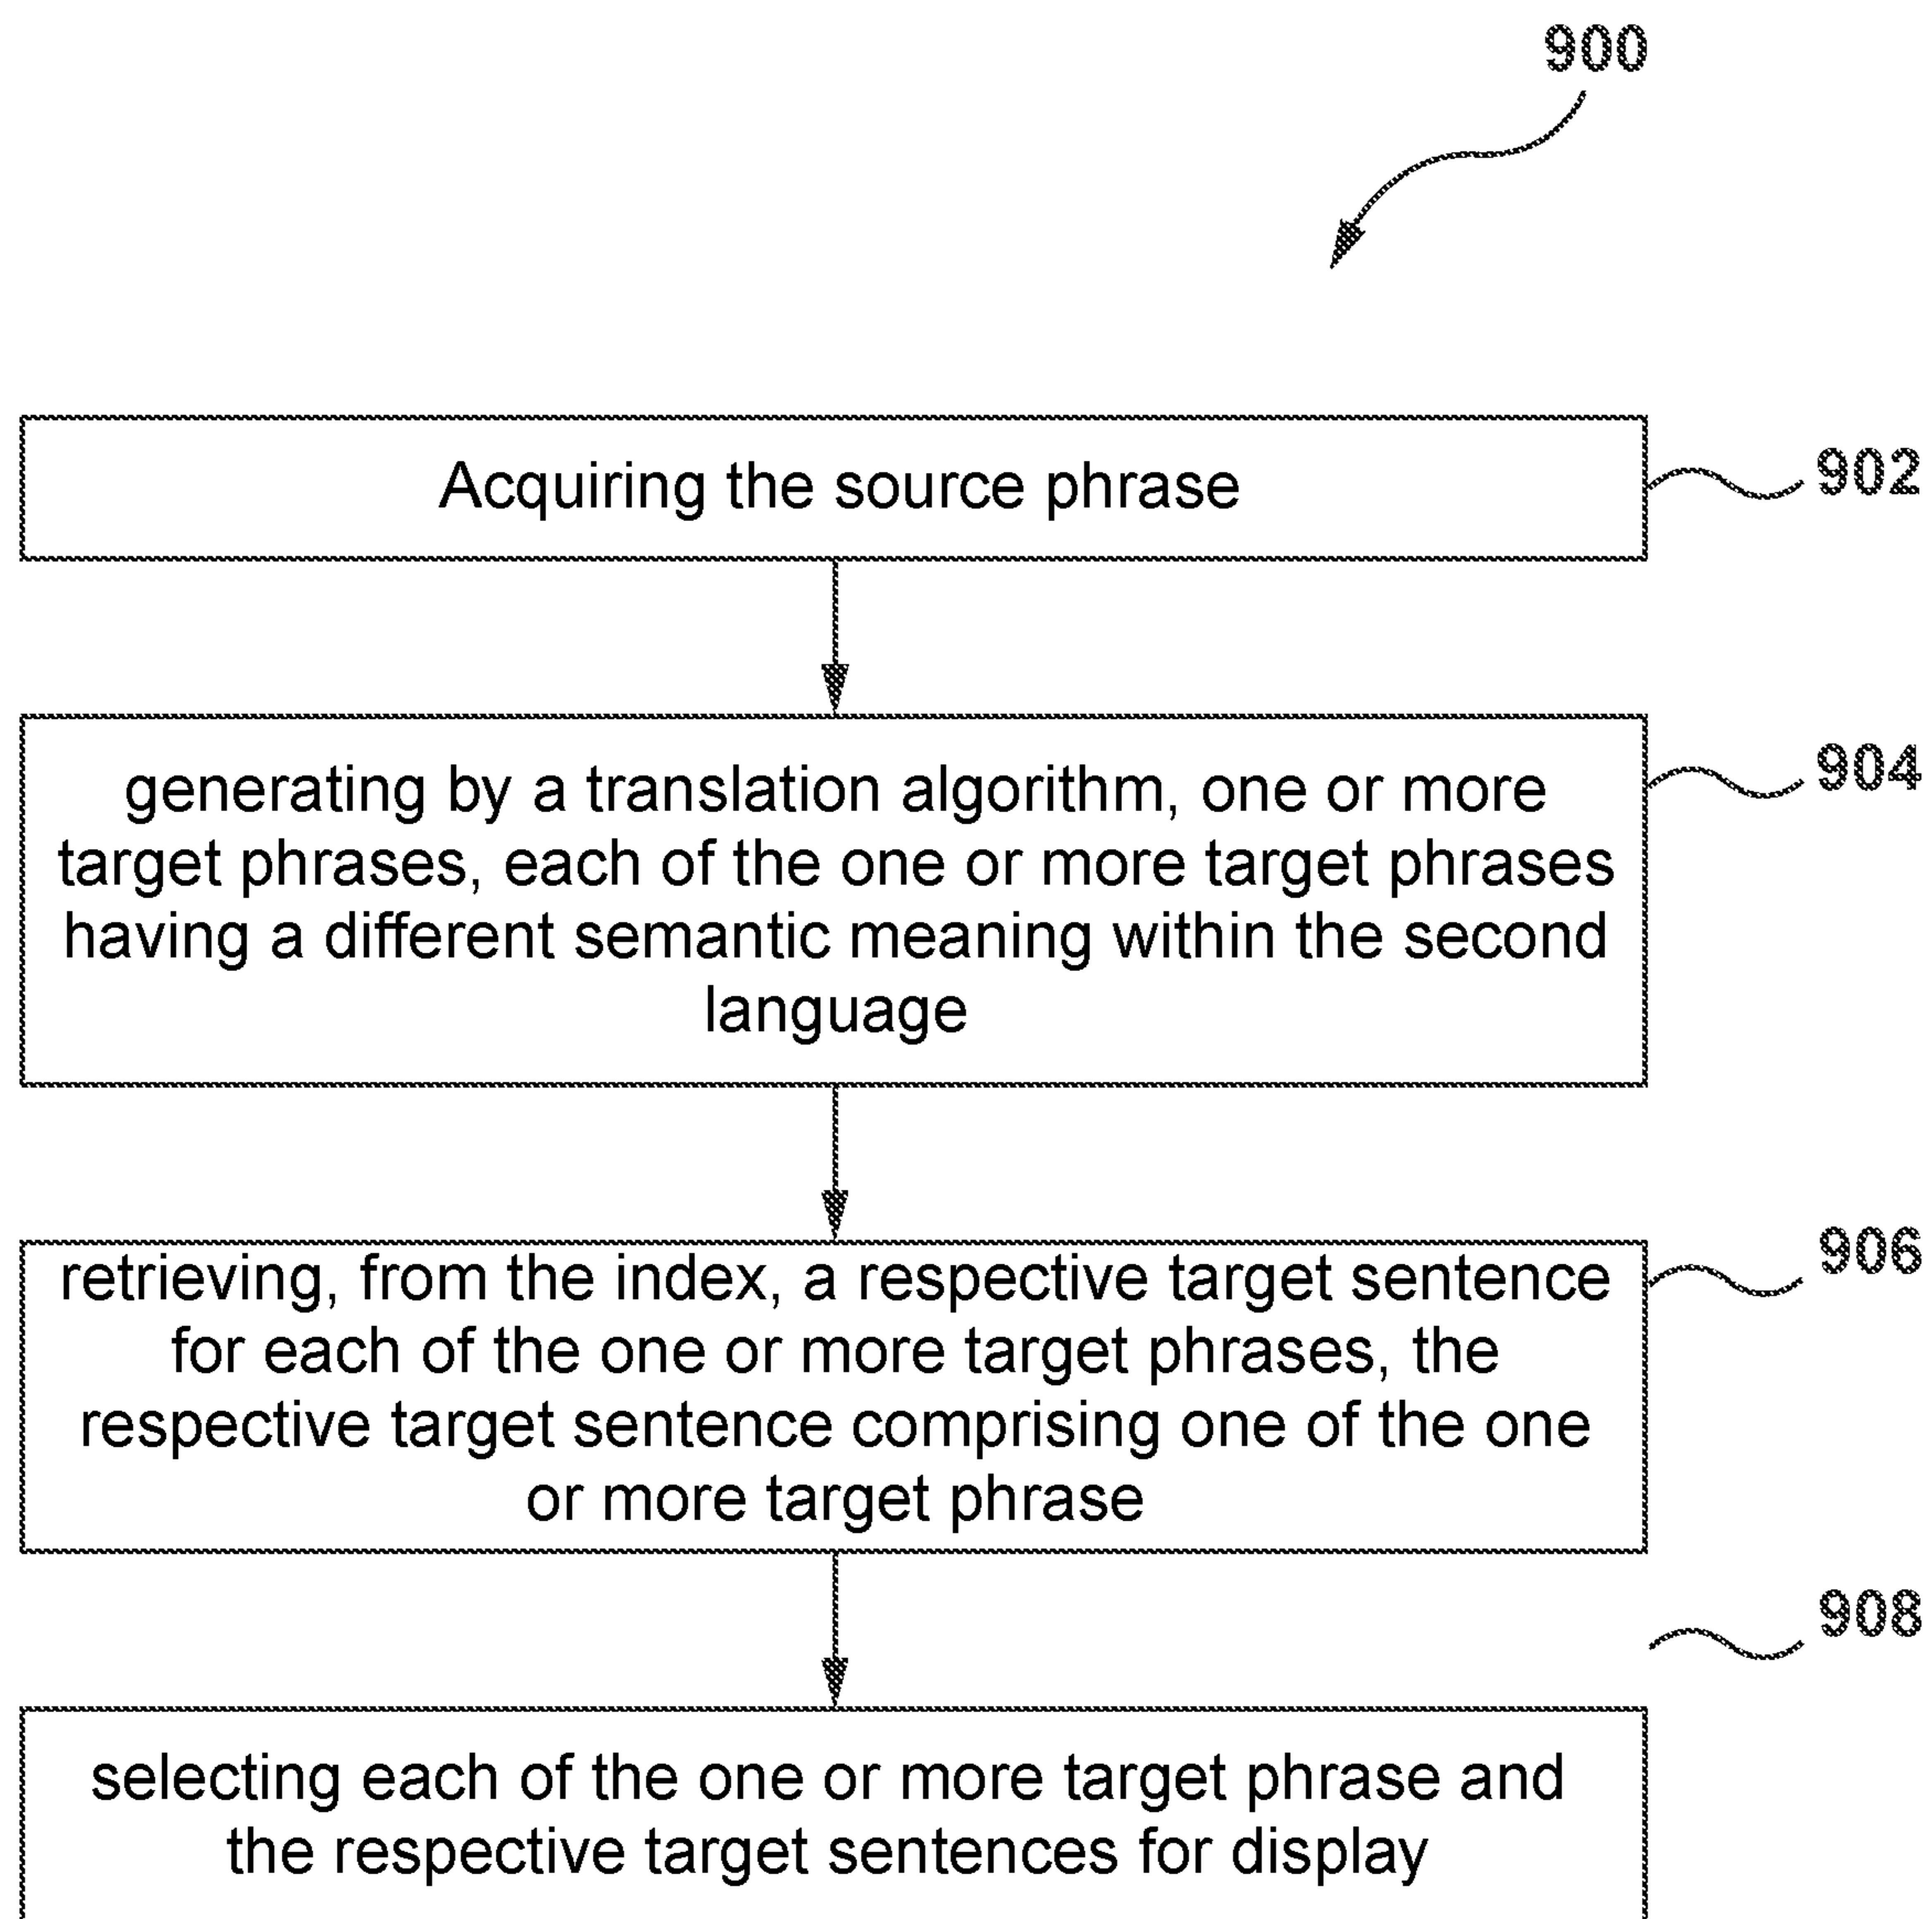 900
Acquiring the source phrase
902
generating by a translation algorithm, one or more
target phrases, each of the one or more target phrases
having a different semantic meaning within the second
language
904
retrieving, from the index, a respective target sentence
for each of the one or more target phrases, the
respective target sentence comprising one of the one
or more target phrase
906
908
selecting each of the one or more target phrase and
the respective target sentences for display